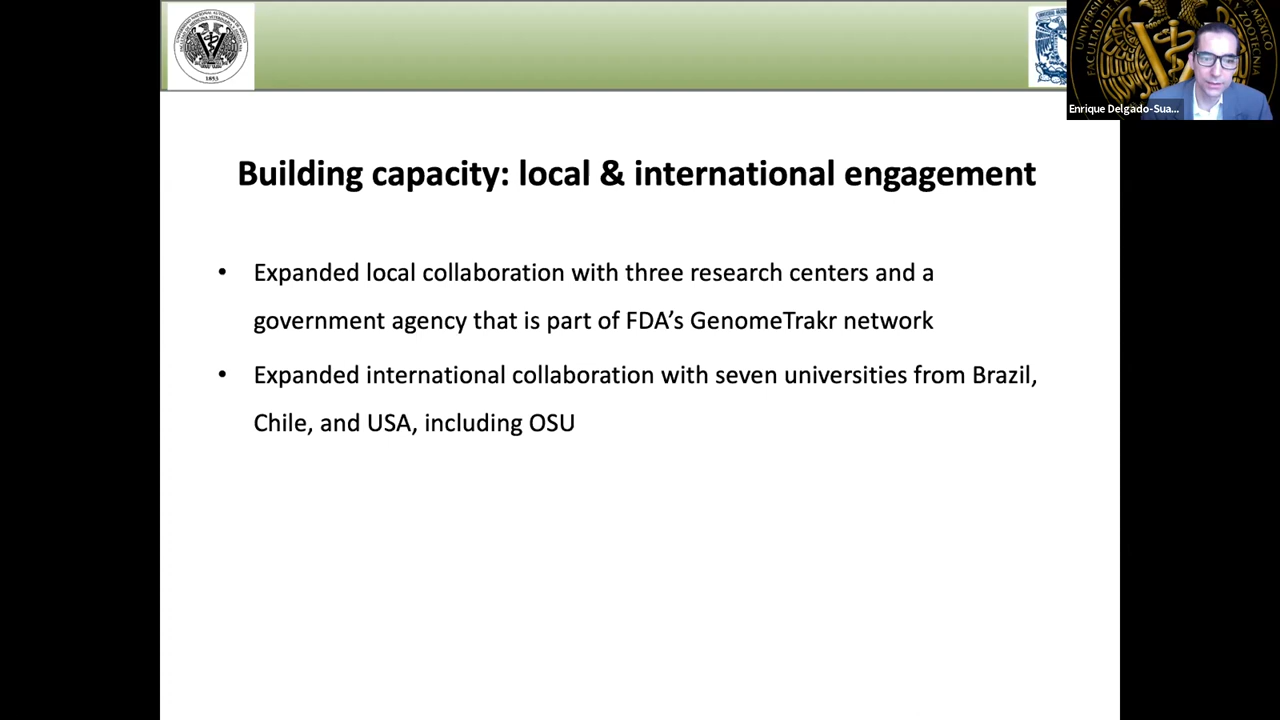 Enrique Delgado-Sua...
Building capacity: local & international engagement
• Expanded local collaboration with three research centers and a
government agency that is part of FDA’s GenomeTrakr network
• Expanded international collaboration with seven universities from Brazil,
Chile, and USA, including OSU
1853